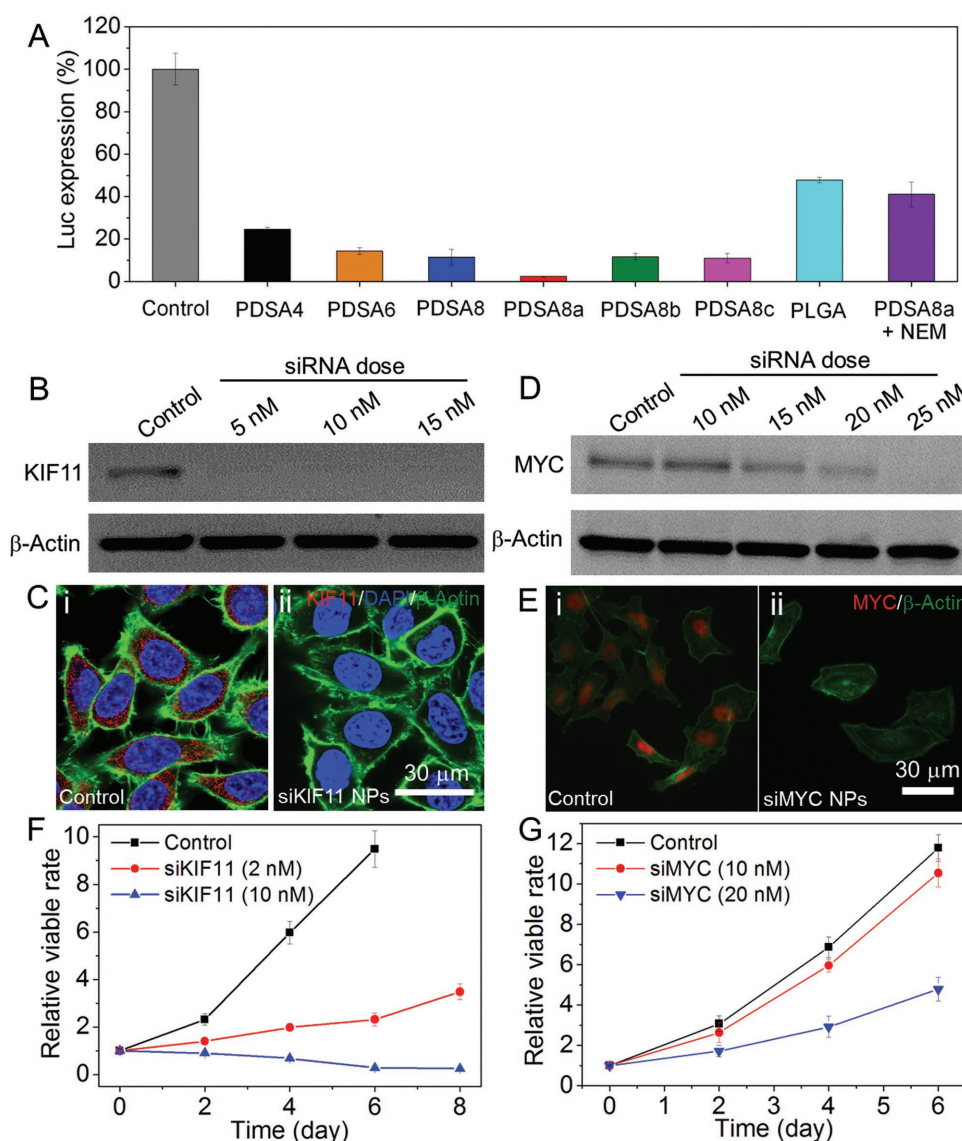 A
Luc expression (%)
120
100
80
60
40
20
0
Control
PDSA4
PDSA6
PDSA8
PDSA8a
PDSA8b
PDSA8c
PLGA
PDSA8a
+ NEM
B
siRNA dose
Control
5 nM
10 nM
15 nM
KIF11
β-Actin
D
siRNA dose
Control
10 nM
15 nM
20 nM
25 nM
MYC
β-Actin
C
i
Control
ii
KIF11/DAPI/β-Actin
siKIF11 NPs
30 μm
E
i
Control
ii
MYC/β-Actin
siMYC NPs
30 μm
F
Relative viable rate
10
8
6
4
2
0
Control
siKIF11 (2 nM)
siKIF11 (10 nM)
0 2 4 6 8
Time (day)
G
Relative viable rate
12
10
8
6
4
2
0
Control
siMYC (10 nM)
siMYC (20 nM)
0 1 2 3 4 5 6
Time (day)